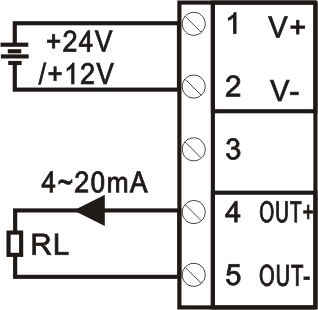 +24V
/+12V
1 V+
2 V-
3
4~20mA
4 OUT+
RL
5 OUT-